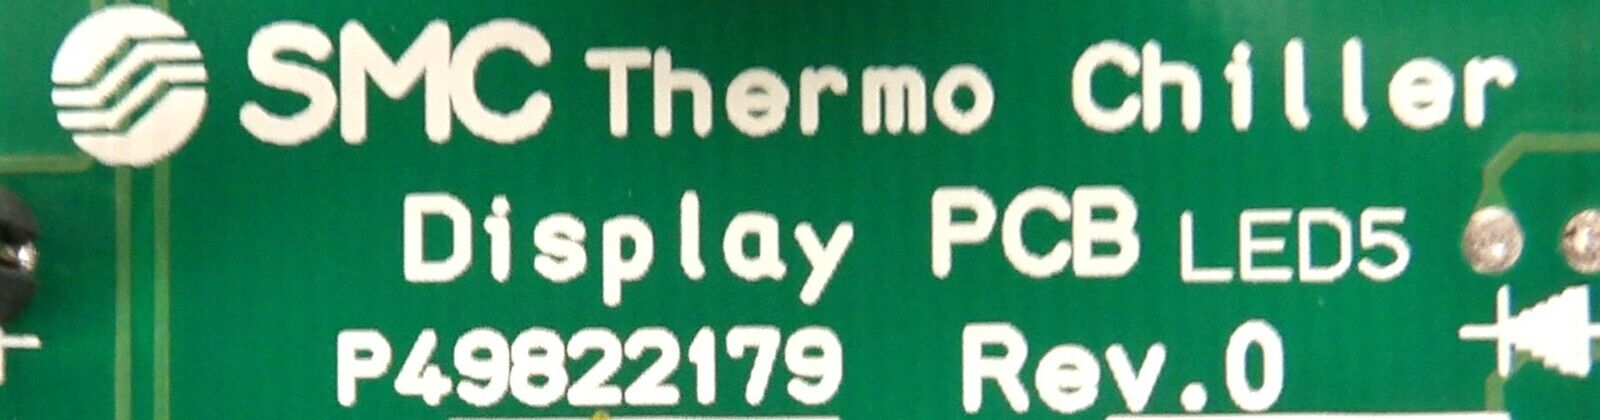 SMC Thermo Chiller
Display PCB LED5
P49822179 Rev.0